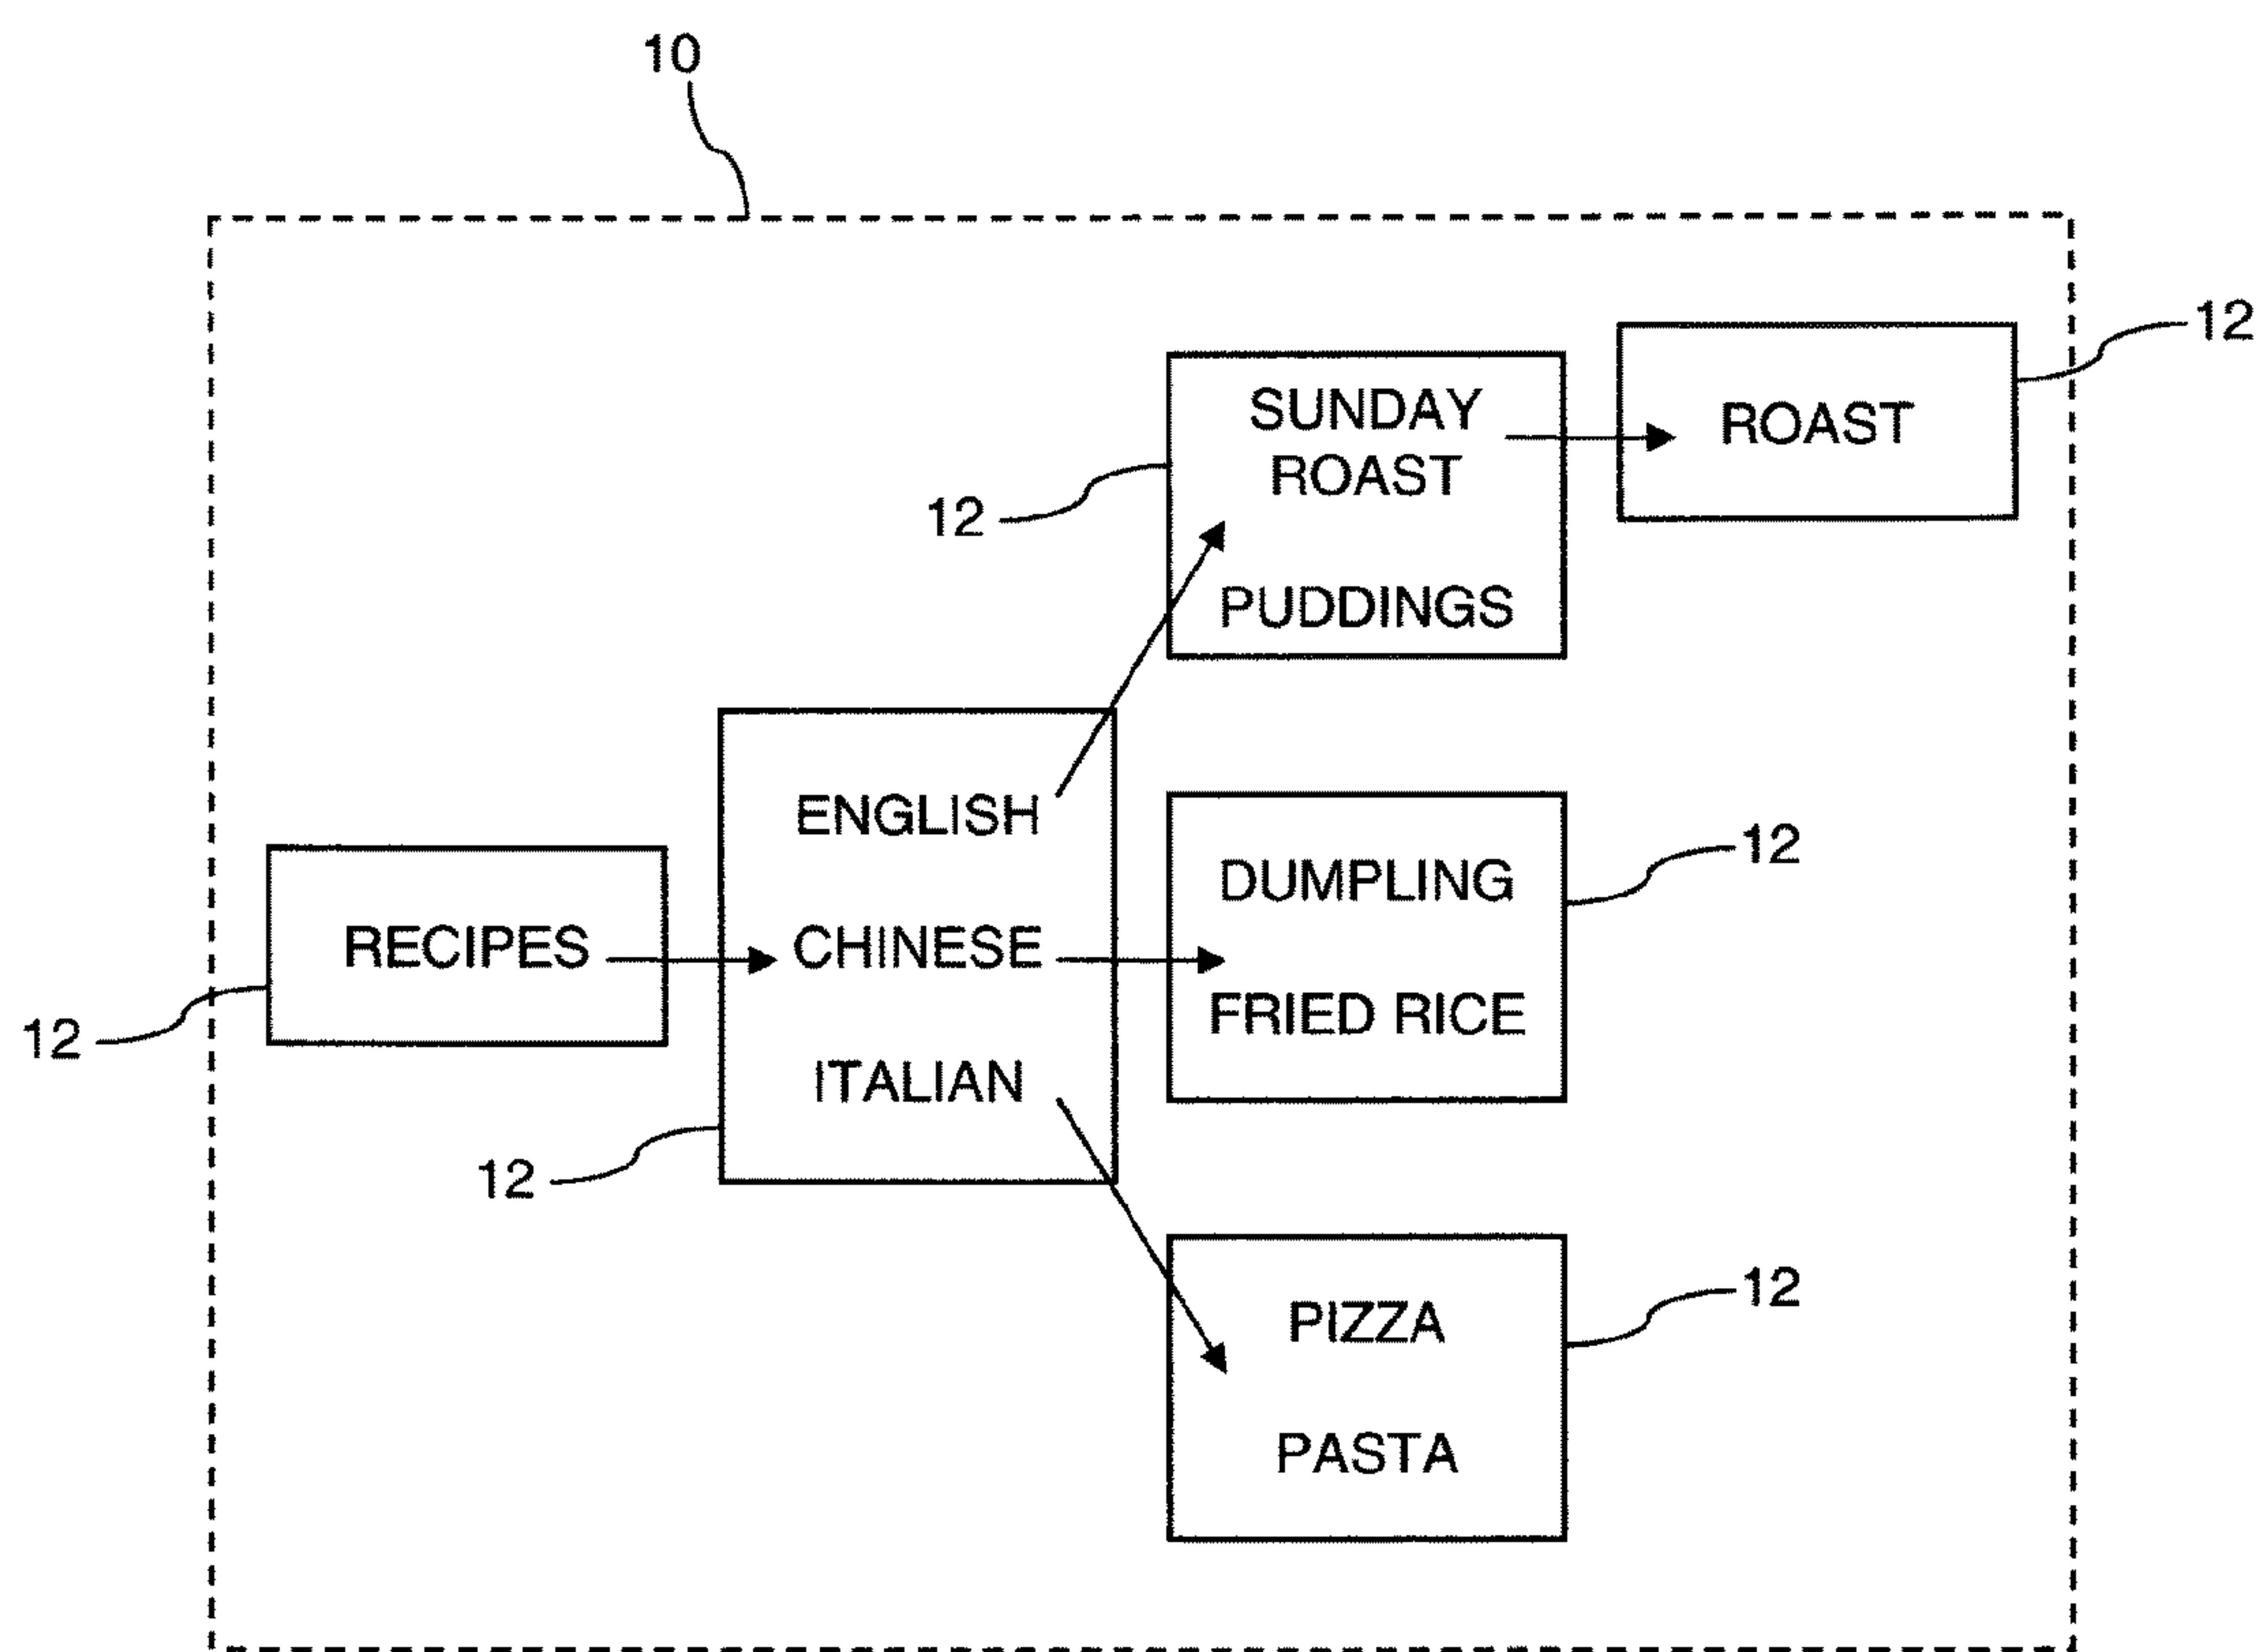 10
12
SUNDAY
ROAST
PUDDINGS
ROAST
12
ENGLISH
CHINESE
ITALIAN
12
RECIPES
12
DUMPLING
FRIED RICE
12
PIZZA
PASTA
12